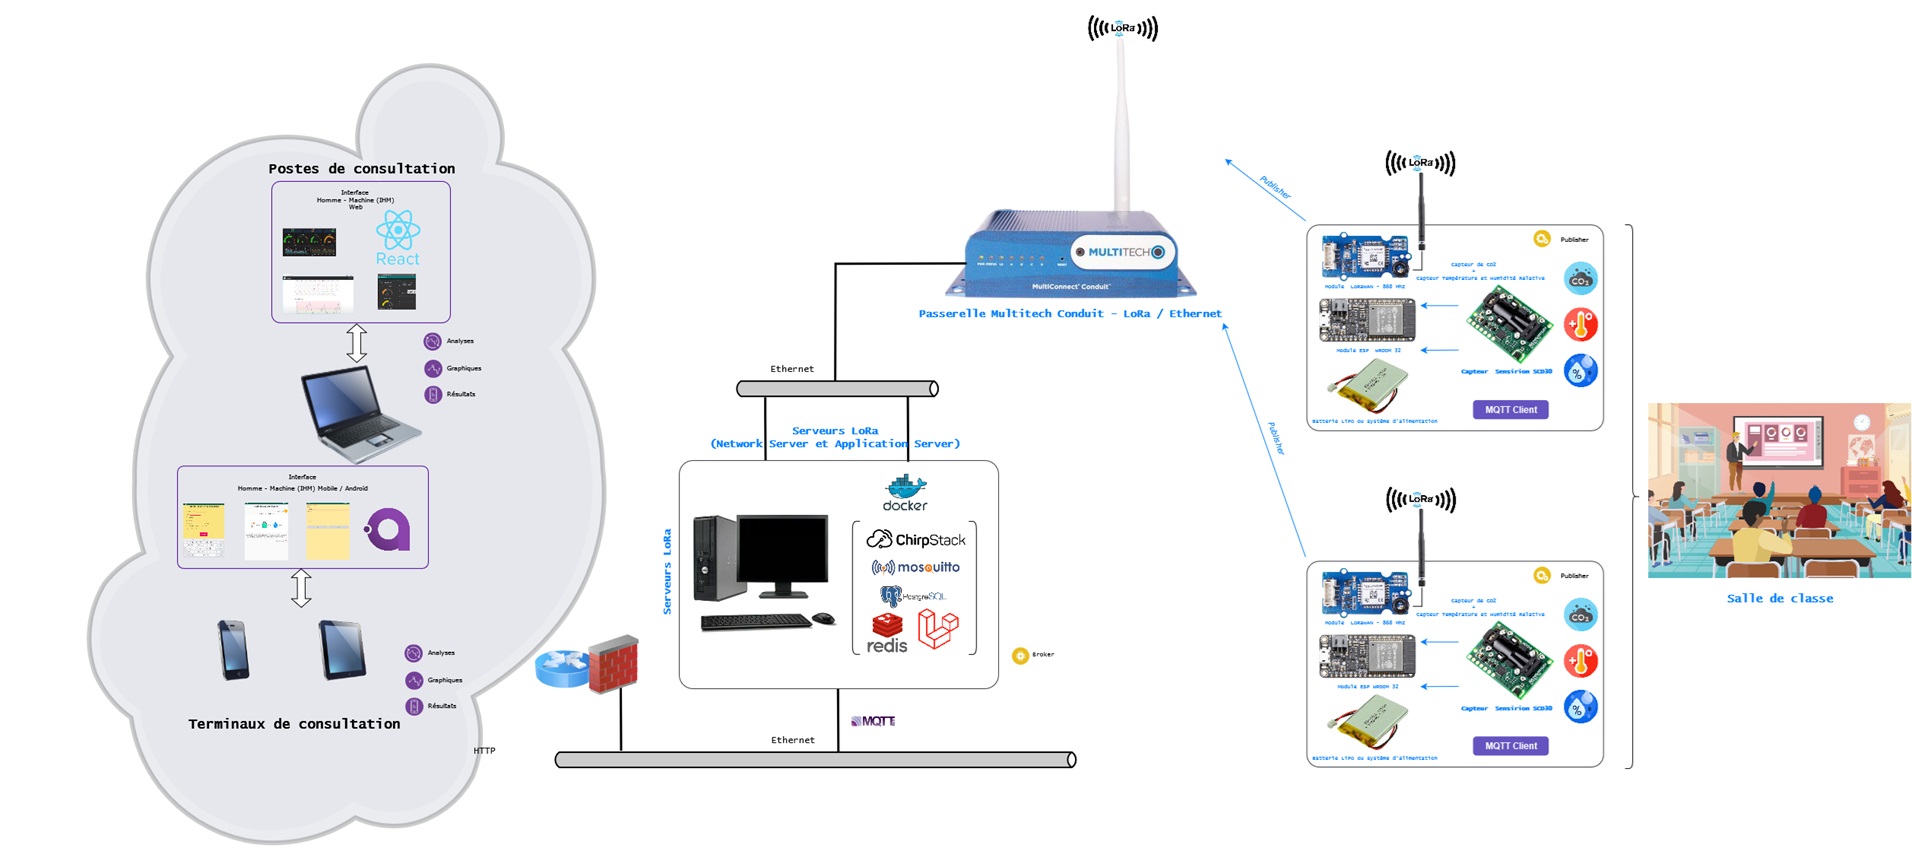 Postes de consultation
Interface
Homme - Machine (IHM)
Web
React
Analyses
Graphiques
Résultats
Interface
Homme - Machine (IHM) Mobile / Android
Analyses
Graphiques
Résultats
Terminaux de consultation
HTTP
LoRa
MULTITECH
MultiConnect® Conduit™
Passerelle Multitech Conduit - LoRa / Ethernet
Ethernet
Serveurs LoRa
(Network Server et Application Server)
Serveurs LoRa
docker
ChirpStack
mosquitto
PostgreSQL
redis
Broker
MQTT
Ethernet
Publisher
Publisher
LoRa
Publisher
Capteur de CO2
+
Capteur Température et Humidité Relative
Module LoRaWAN - 868 MHz
CO2
Module ESP WROOM 32
%
Capteur Sensirion SCD30
MQTT Client
Batterie LiPo ou système d'alimentation
LoRa
Publisher
Capteur de CO2
+
Capteur Température et Humidité Relative
Module LoRaWAN - 868 MHz
CO2
Module ESP WROOM 32
%
Capteur Sensirion SCD30
MQTT Client
Batterie LiPo ou système d'alimentation
Salle de classe